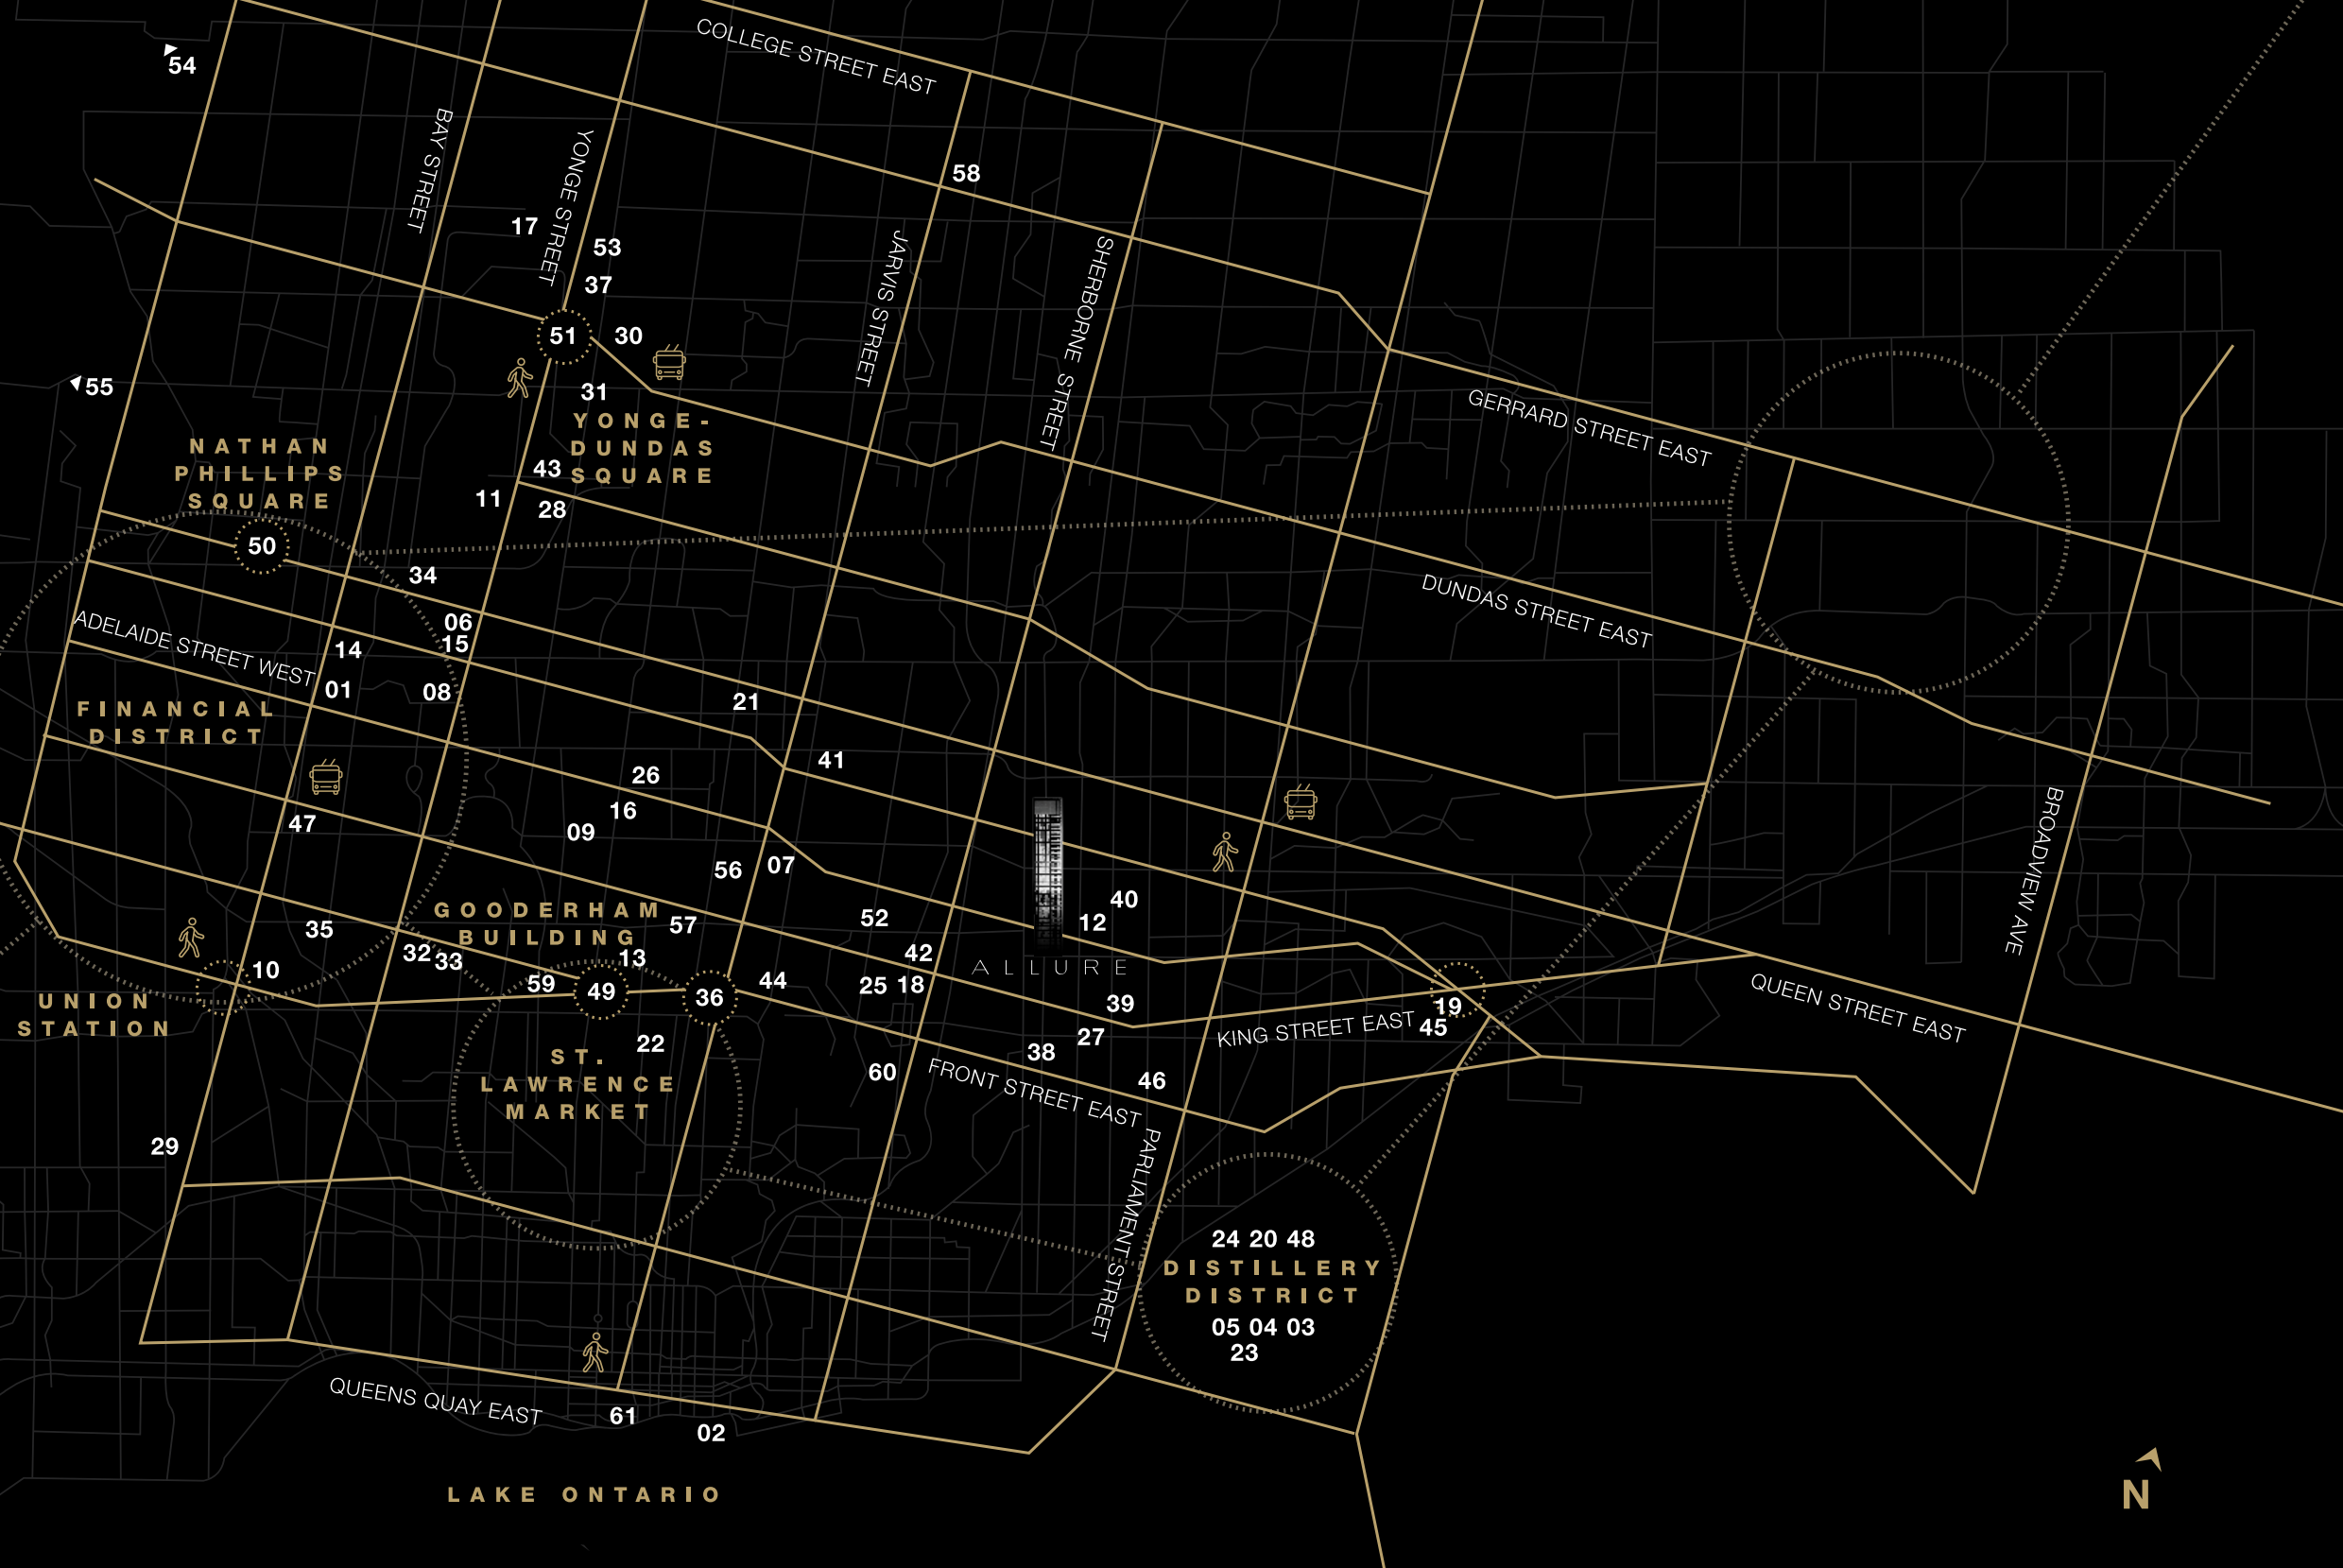 COLLEGE STREET EAST
54
BAY STREET
YONGE STREET
58
17
53
JARVIS STREET
SHERBORNE STREET
37
51
30
55
31
GERRARD STREET EAST
NATHAN
PHILLIPS
SQUARE
YONGE-
DUNDAS
SQUARE
43
11
28
50
34
DUNDAS STREET EAST
ADELAIDE STREET WEST
06
15
14
01
08
21
FINANCIAL
DISTRICT
41
26
16
09
47
BROADVIEW AVE
56
07
40
12
52
57
35
GOODERHAM
BUILDING
32
33
13
42
10
59
49
36
44
25 18
ALLURE
39
19
45
KING STREET EAST
QUEEN STREET EAST
UNION
STATION
22
27
38
ST.
LAWRENCE
MARKET
60
46
FRONT STREET EAST
29
PARLIAMENT STREET
24 20 48
DISTILLERY
DISTRICT
05 04 03
23
QUEENS QUAY EAST
61
02
LAKE ONTARIO
N